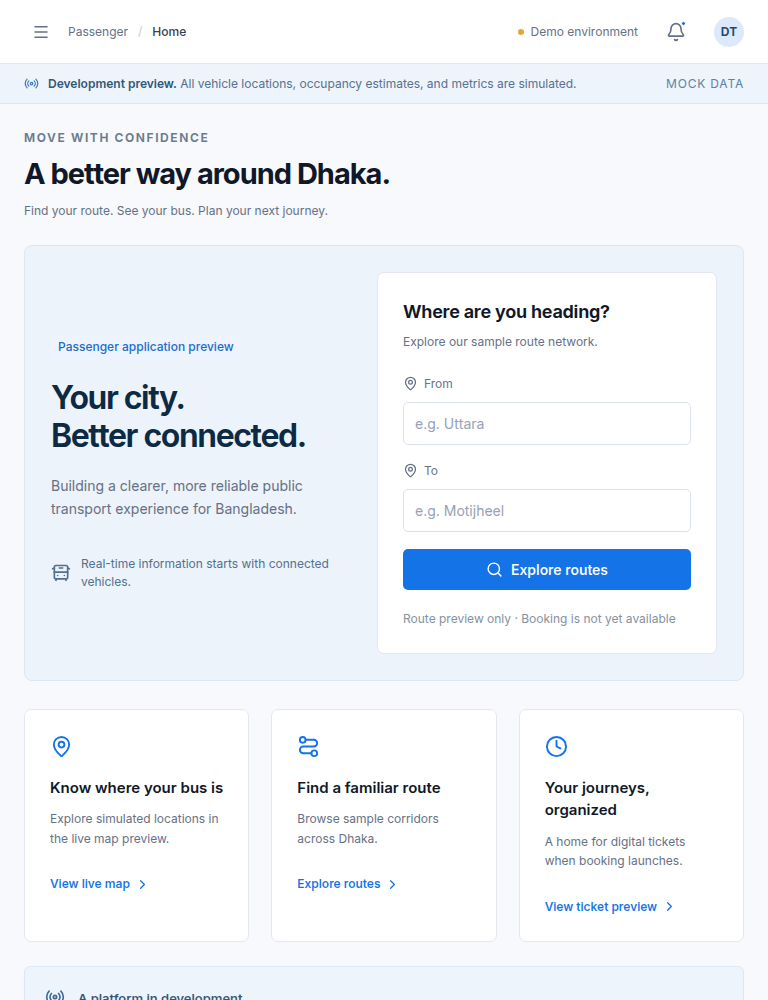 Passenger / Home
Demo environment
DT
Development preview. All vehicle locations, occupancy estimates, and metrics are simulated.
MOCK DATA
MOVE WITH CONFIDENCE
A better way around Dhaka.
Find your route. See your bus. Plan your next journey.
Passenger application preview
Your city.
Better connected.
Building a clearer, more reliable public
transport experience for Bangladesh.
Real-time information starts with connected
vehicles.
Where are you heading?
Explore our sample route network.
From
e.g. Uttara
To
e.g. Motijheel
Explore routes
Route preview only · Booking is not yet available
Know where your bus is
Explore simulated locations in
the live map preview.
View live map
Find a familiar route
Browse sample corridors
across Dhaka.
Explore routes
Your journeys,
organized
A home for digital tickets
when booking launches.
View ticket preview
A platform in development